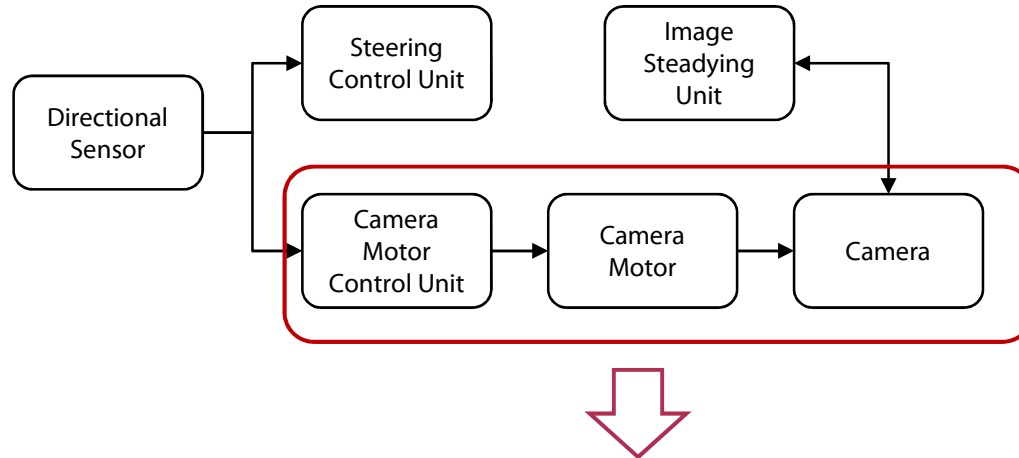 Directional
Sensor
Steering
Control Unit
Image
Steadying
Unit
Camera
Motor
Control Unit
Camera
Motor
Camera